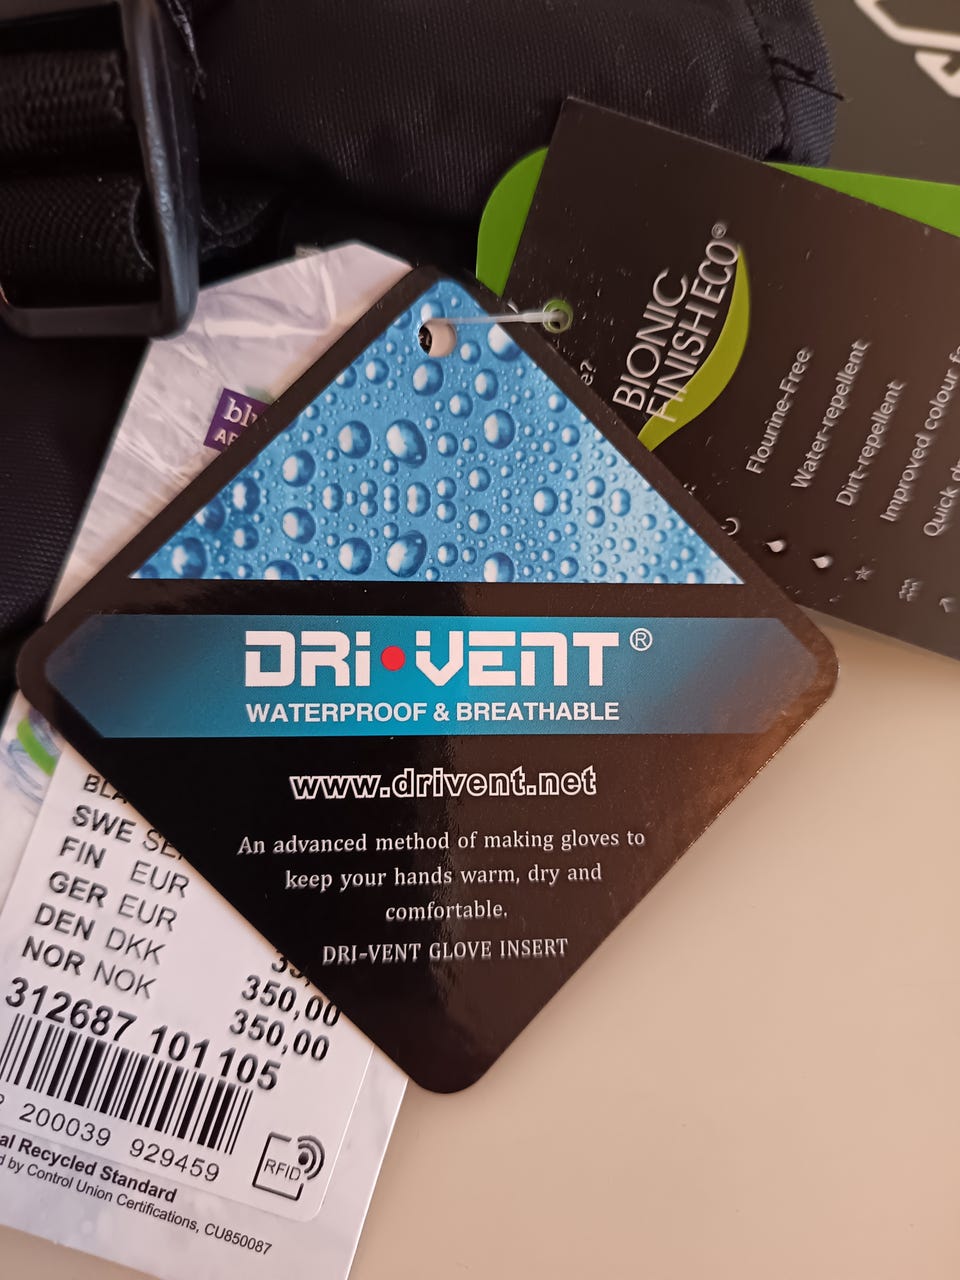 BIONIC
FINISH ECO®
Flourine-Free
Water-repellent
Dirt-repellent
Improved colour
Quick
DRI•VENT®
WATERPROOF & BREATHABLE
www.drivent.net
An advanced method of making gloves to
keep your hands warm, dry and
comfortable.
DRI-VENT GLOVE INSERT
SWE
FIN EUR
GER EUR
DEN DKK 350,00
NOR NOK 350,00
312687 101 105
200039 929459
RFID
Recycled Standard
by Control Union Certifications, CU850087